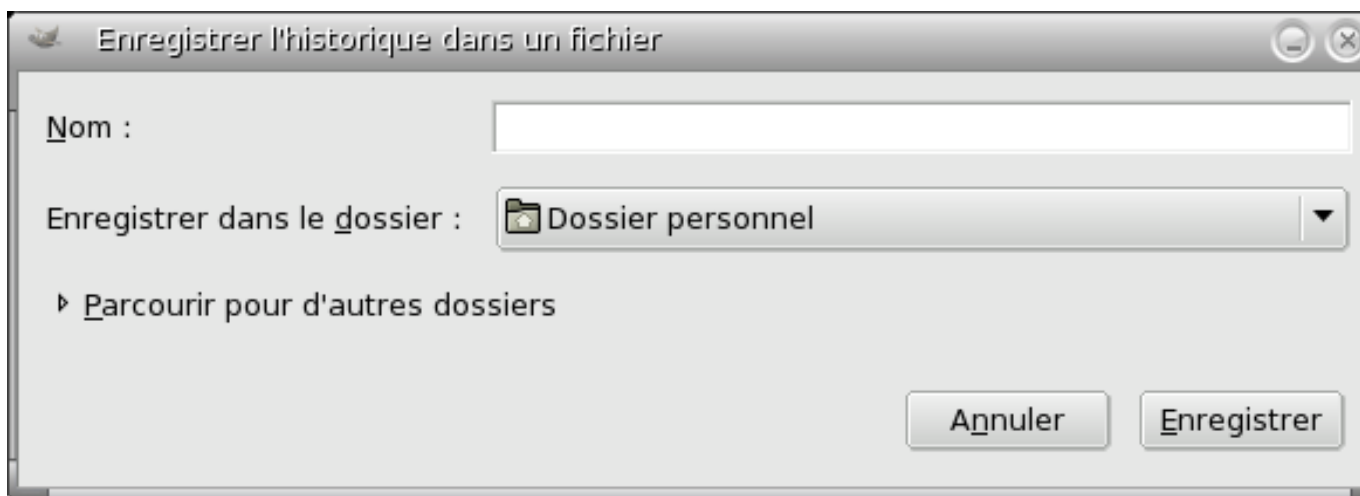 Enregistrer l'historique dans un fichier
Nom :
Enregistrer dans le dossier : Dossier personnel
Parcourir pour d'autres dossiers
Annuler Enregistrer